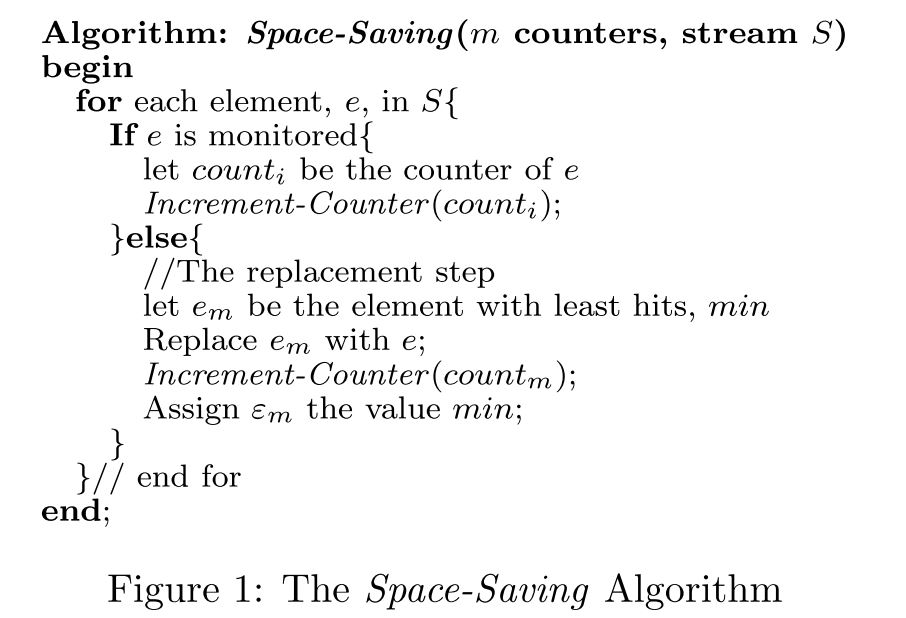 Algorithm: Space-Saving(m counters, stream S)
begin
for each element, e, in S{
If e is monitored{
let count_i be the counter of e
Increment-Counter(count_i);
}else{
//The replacement step
let e_m be the element with least hits, min
Replace e_m with e;
Increment-Counter(count_m);
Assign ε_m the value min;
}
}// end for
end;
Figure 1: The Space-Saving Algorithm